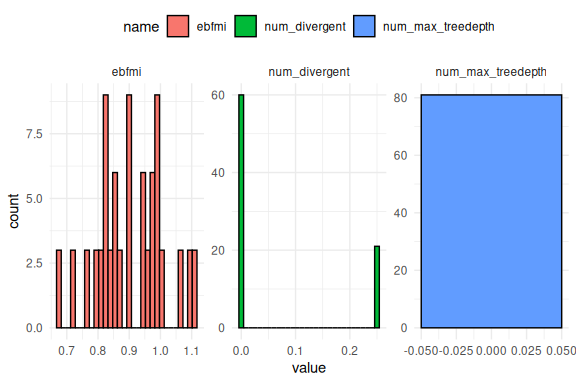 name ebfmi num_divergent num_max_treedepth
ebfmi num_divergent num_max_treedepth
count
7.5
5.0
2.5
0.0
60
40
20
0
80
60
40
20
0
0.7 0.8 0.9 1.0 1.1
0.0 0.1 0.2
-0.050 -0.025 0.000 0.025 0.050
value